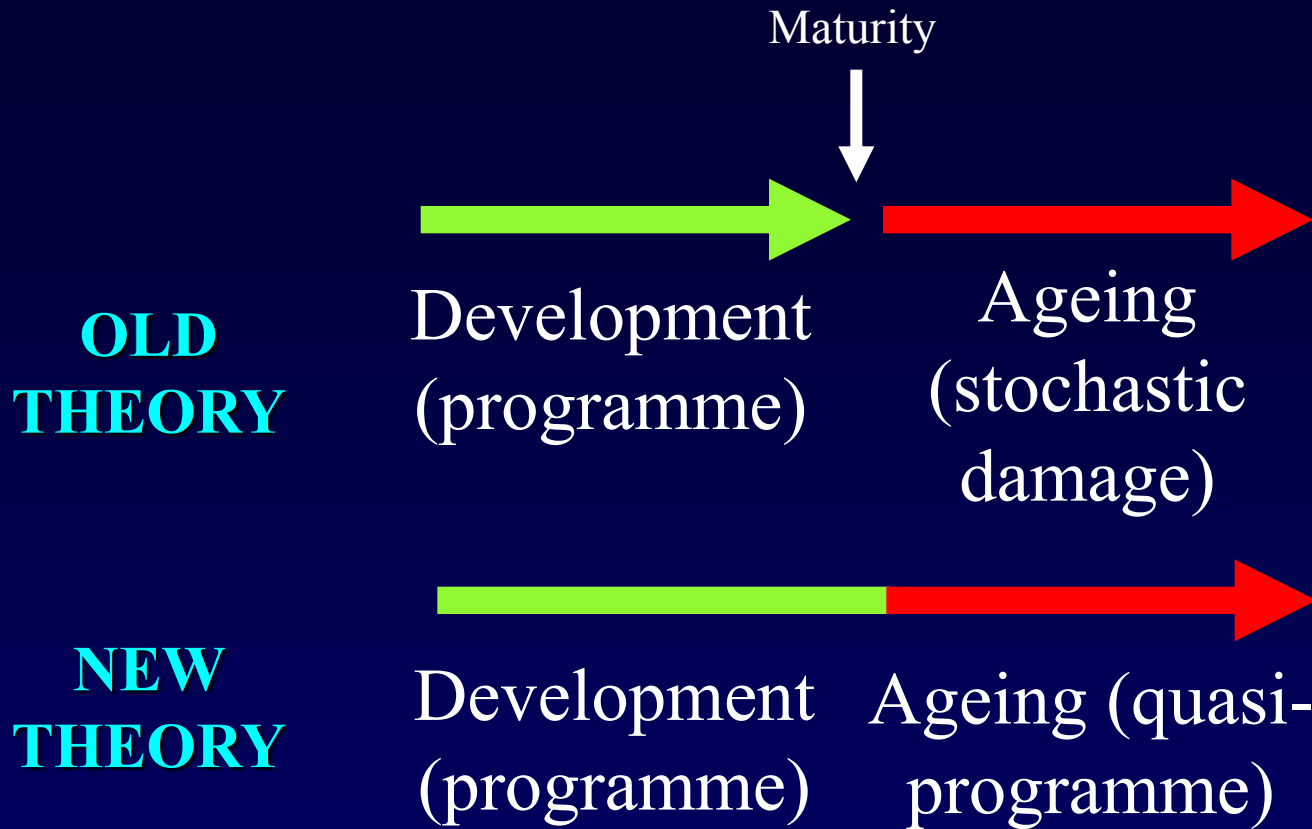 Maturity
OLD
THEORY
Development
(programme)
Ageing
(stochastic
damage)
NEW
THEORY
Development
(programme)
Ageing (quasi-
programme)